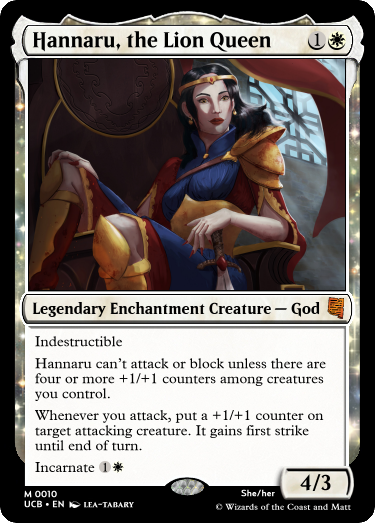 Hannaru, the Lion Queen 1
Legendary Enchantment Creature — God
Indestructible
Hannaru can't attack or block unless there are
four or more +1/+1 counters among creatures
you control.
Whenever you attack, put a +1/+1 counter on
target attacking creature. It gains first strike
until end of turn.
Incarnate 1
4/3
M 0010
She/her
UCB • EN LEA-TABARY
© Wizards of the Coast and Matt